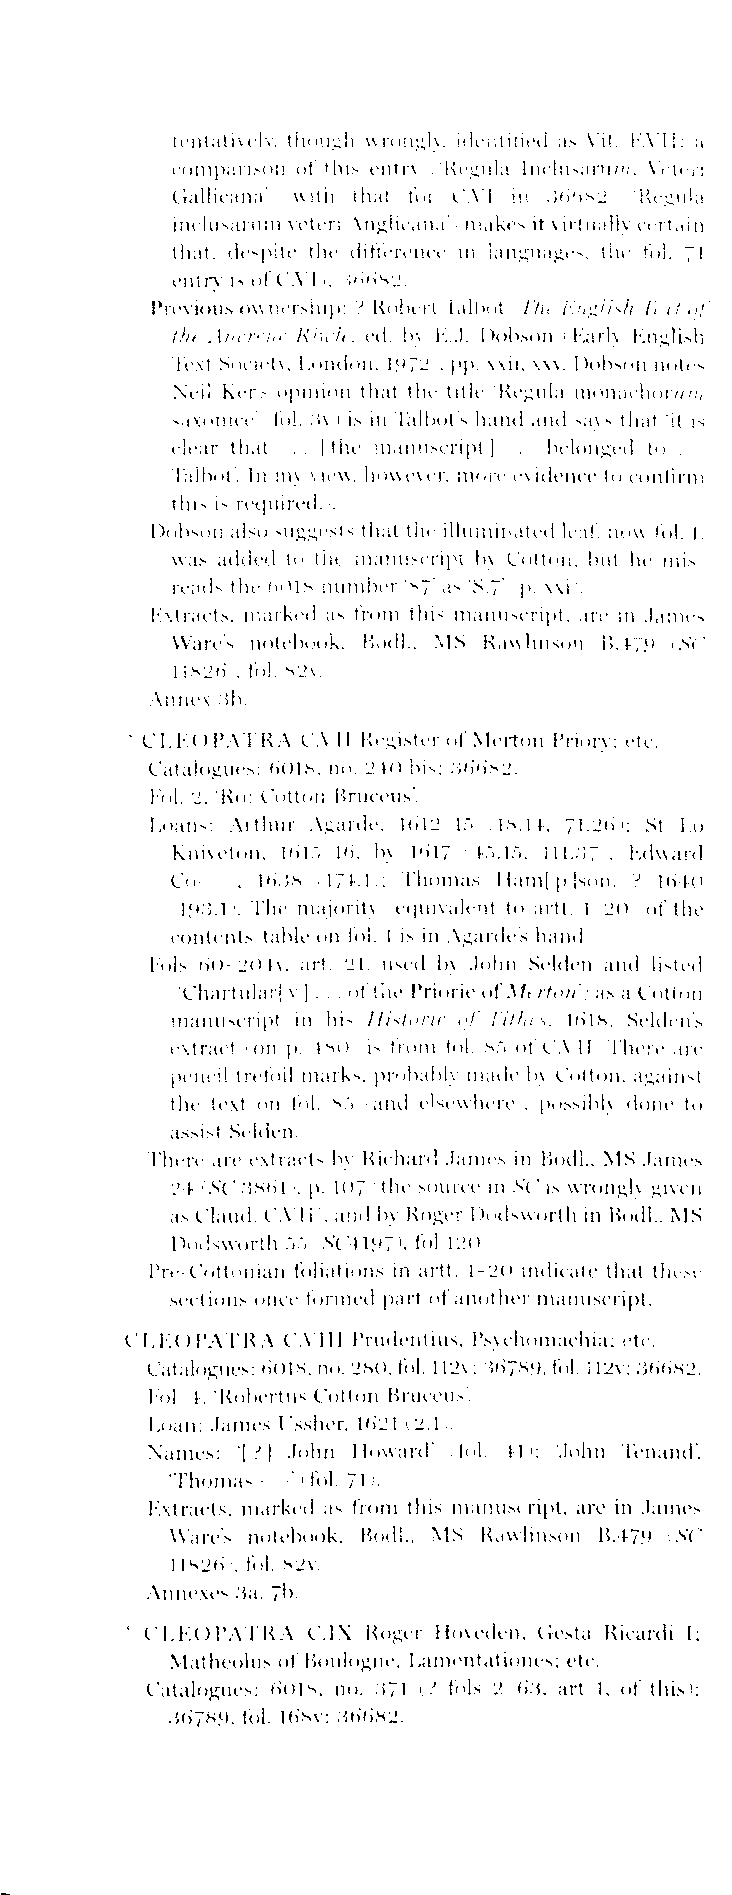 tentatively, though wrongly, identified as Vit. F.VII; a
comparison of this entry ('Regula Inclusarum, Veteri
Gallicana') with that for C.VI in 36682 ('Regula
inclusarum veteri Anglicana') makes it virtually certain
that, despite the difference in languages, the fol. 71
entry is of C.VI), 36682.
Previous ownership: ? Robert Talbot (The English Text of
the Ancrene Riwle, ed. by E.J. Dobson (Early English
Text Society, London, 1972), pp. xxii, xxv. Dobson notes
Neil Ker's opinion that the title 'Regula monachorum
saxonice' (fol. 3v) is in Talbot's hand and says that 'it is
clear that . . . [the manuscript] . . . belonged to . . .
Talbot'. In my view, however, more evidence to confirm
this is required.).
Dobson also suggests that the illuminated leaf, now fol. 1,
was added to the manuscript by Cotton, but he mis-
reads the 6018 number '87' as '8.7' (p. xxi).
Extracts, marked as from this manuscript, are in James
Ware's notebook, Bodl., MS Rawlinson B.479 (SC
11826), fol. 82v.
Annex 3b.
* CLEOPATRA C.VII Register of Merton Priory; etc.
Catalogues: 6018, no. 240 bis; 36682.
Fol. 2, 'Ro: Cotton Bruceus'.
Loans: Arthur Agarde, 1612–15 (48.14, 71.26); St Lo
Kniveton, 1615–16, by 1617 (45.15, 111.37); Edward
Co . . ., 1638 (174.1); Thomas Ham[p]son, ? 1640
(193.1). The majority (equivalent to artt. 1–20) of the
contents table on fol. 1 is in Agarde's hand.
Fols 60–204v, art. 21, used by John Selden and listed
('Chartular[y] . . . of the Priorie of Merton') as a Cotton
manuscript in his Historie of Tithes, 1618. Selden's
extract (on p. 480) is from fol. 85 of C.VII. There are
pencil trefoil marks, probably made by Cotton, against
the text on fol. 85 (and elsewhere), possibly done to
assist Selden.
There are extracts by Richard James in Bodl., MS James
24 (SC 3861), p. 107 (the source in SC is wrongly given
as Claud. C.VII), and by Roger Dodsworth in Bodl., MS
Dodsworth 55 (SC 4197), fol 120.
Pre-Cottonian foliations in artt. 1–20 indicate that these
sections once formed part of another manuscript.
CLEOPATRA C.VIII Prudentius, Psychomachia; etc.
Catalogues: 6018, no. 280, fol. 112v; 36789, fol. 112v; 36682.
Fol. 4, 'Robertus Cotton Bruceus'.
Loan: James Ussher, 1621 (2.1).
Names: '[?] John Howard' (fol. 41); 'John Tenand',
'Thomas . . .' (fol. 71).
Extracts, marked as from this manuscript, are in James
Ware's notebook, Bodl., MS Rawlinson B.479 (SC
11826), fol. 82v.
Annexes 3a, 7b.
* CLEOPATRA C.IX Roger Hoveden, Gesta Ricardi I;
Matheolus of Boulogne, Lamentationes; etc.
Catalogues: 6018, no. 371 (? fols 2–63, art 1, of this);
36789, fol. 168v; 36682.